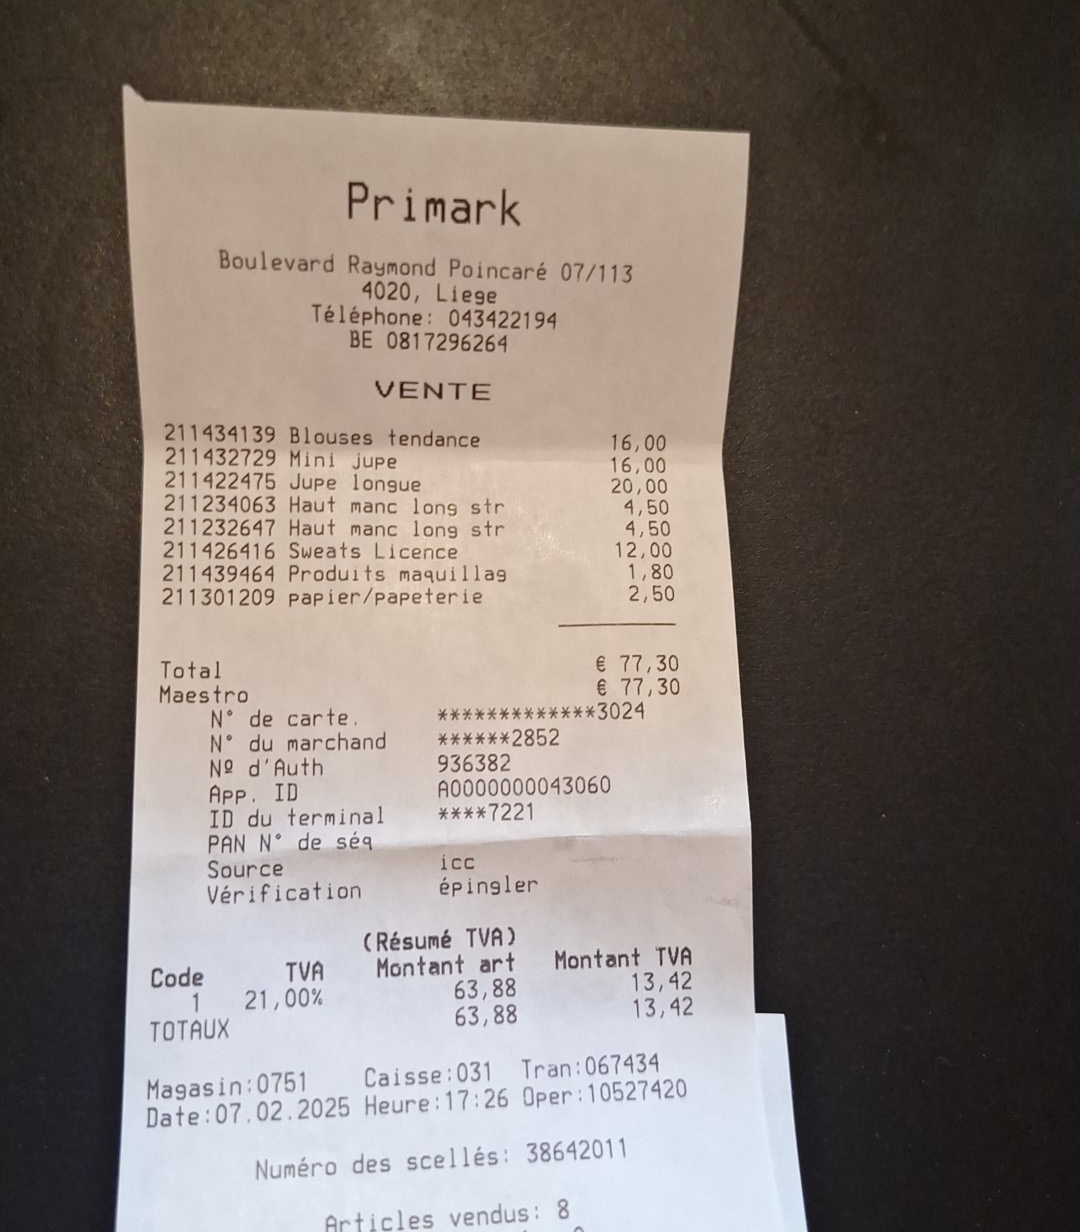 Primark
Boulevard Raymond Poincaré 07/113
4020, Liege
Téléphone: 043422194
BE 0817296264
VENTE
211434139 Blouses tendance 16,00
211432729 Mini jupe 16,00
211422475 Jupe longue 20,00
211234063 Haut manc long str 4,50
211232647 Haut manc long str 4,50
211426416 Sweats Licence 12,00
211439464 Produits maquillag 1,80
211301209 papier/papeterie 2,50
Total € 77,30
Maestro € 77,30
N° de carte. *************3024
N° du marchand ******2852
Nº d'Auth 936382
App. ID A0000000043060
ID du terminal ****7221
PAN N° de séq
Source icc
Vérification épingler
(Résumé TVA)
Code TVA Montant art Montant TVA
1 21,00% 63,88 13,42
TOTAUX 63,88 13,42
Magasin:0751 Caisse:031 Tran:067434
Date:07.02.2025 Heure:17:26 Oper:10527420
Numéro des scellés: 38642011
Articles vendus: 8